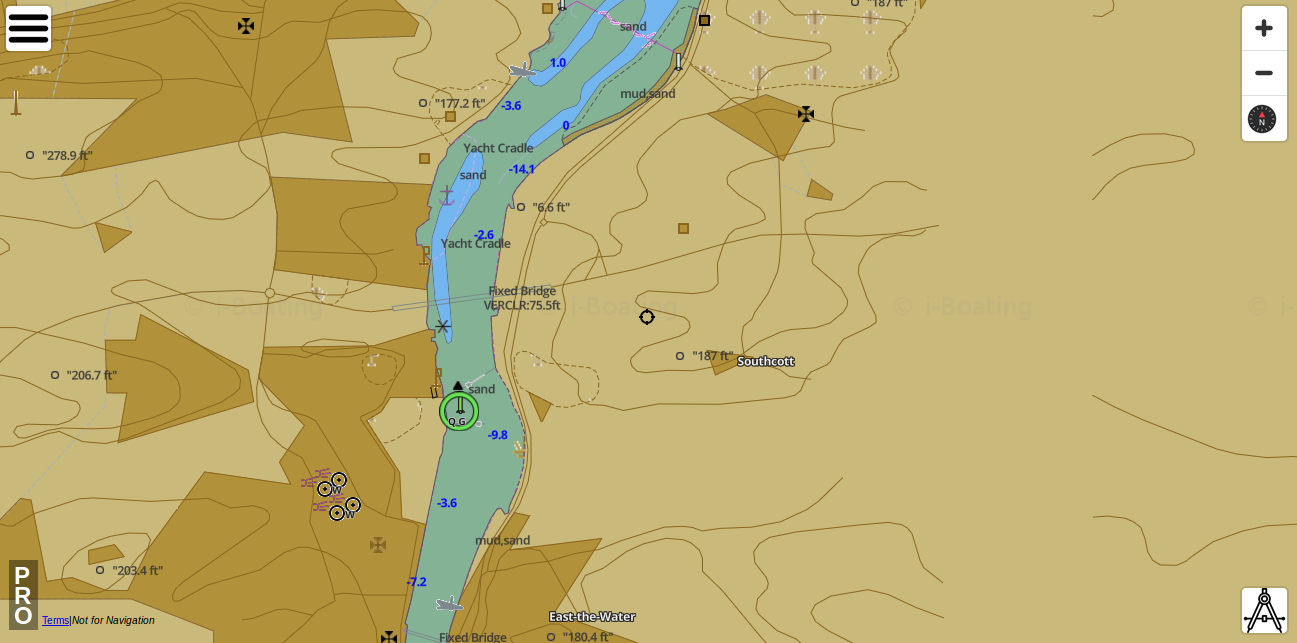 "187 ft"
sand
1.0
mud,sand
-3.6
"177.2 ft"
0
Yacht Cradle
"278.9 ft"
-14.1
sand
"6.6 ft"
-2.6
Yacht Cradle
Fixed Bridge
VERCLR:75.5ft
© i-Boating
i-Boating
© i-Boating
© i-
"187 ft"
Southcott
"206.7 ft"
sand
Q G
-9.8
W
-3.6
W
mud,sand
"203.4 ft"
-7.2
PRO
Terms|Not for Navigation
East-the-Water
Fixed Bridge
"180.4 ft"
N